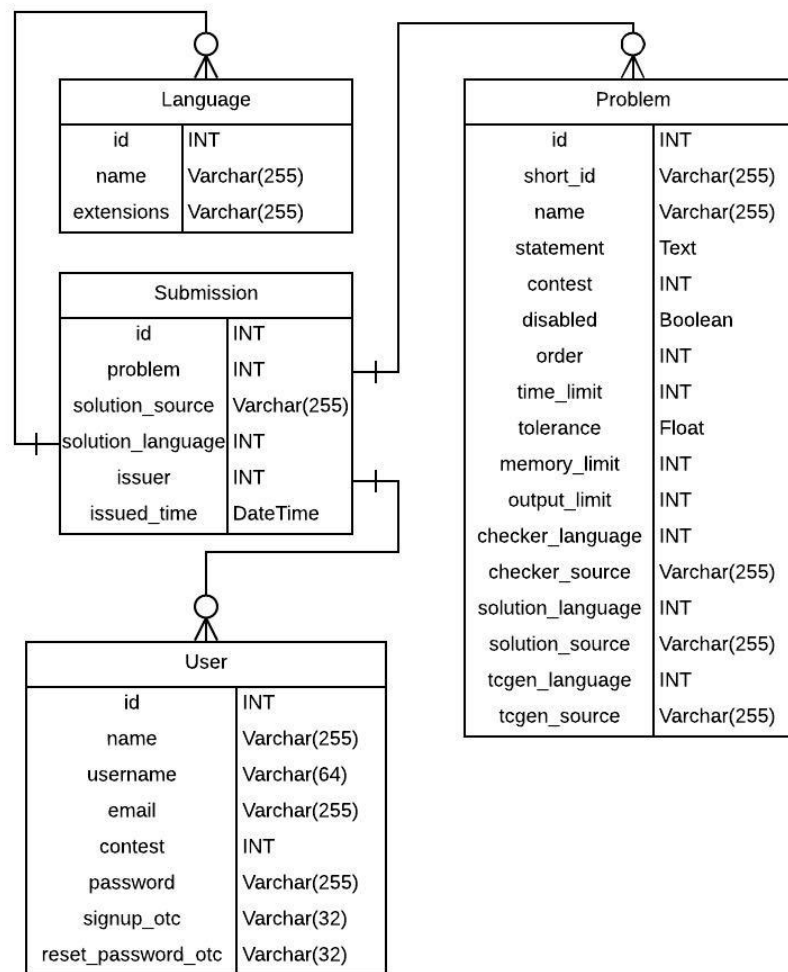 Language
id INT
name Varchar(255)
extensions Varchar(255)
Submission
id INT
problem INT
solution_source Varchar(255)
solution_language INT
issuer INT
issued_time DateTime
User
id INT
name Varchar(255)
username Varchar(64)
email Varchar(255)
contest INT
password Varchar(255)
signup_otc Varchar(32)
reset_password_otc Varchar(32)
Problem
id INT
short_id Varchar(255)
name Varchar(255)
statement Text
contest INT
disabled Boolean
order INT
time_limit INT
tolerance Float
memory_limit INT
output_limit INT
checker_language INT
checker_source Varchar(255)
solution_language INT
solution_source Varchar(255)
tcgen_language INT
tcgen_source Varchar(255)